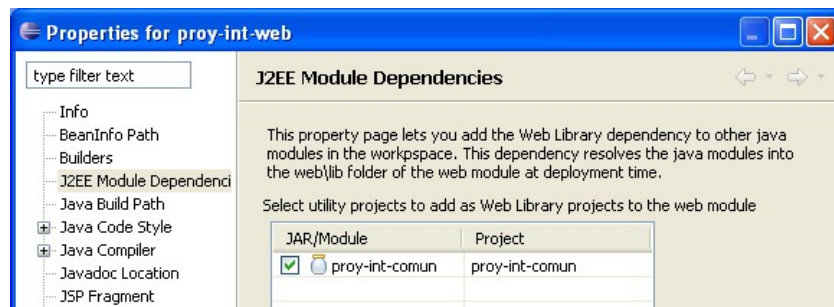 Properties for proy-int-web
type filter text
Info
BeanInfo Path
Builders
J2EE Module Dependenci
Java Build Path
Java Code Style
Java Compiler
Javadoc Location
JSP Fragment
J2EE Module Dependencies
This property page lets you add the Web Library dependency to other java
modules in the workpspace. This dependency resolves the java modules into
the web\lib folder of the web module at deployment time.
Select utility projects to add as Web Library projects to the web module
JAR/Module Project
proy-int-comun proy-int-comun